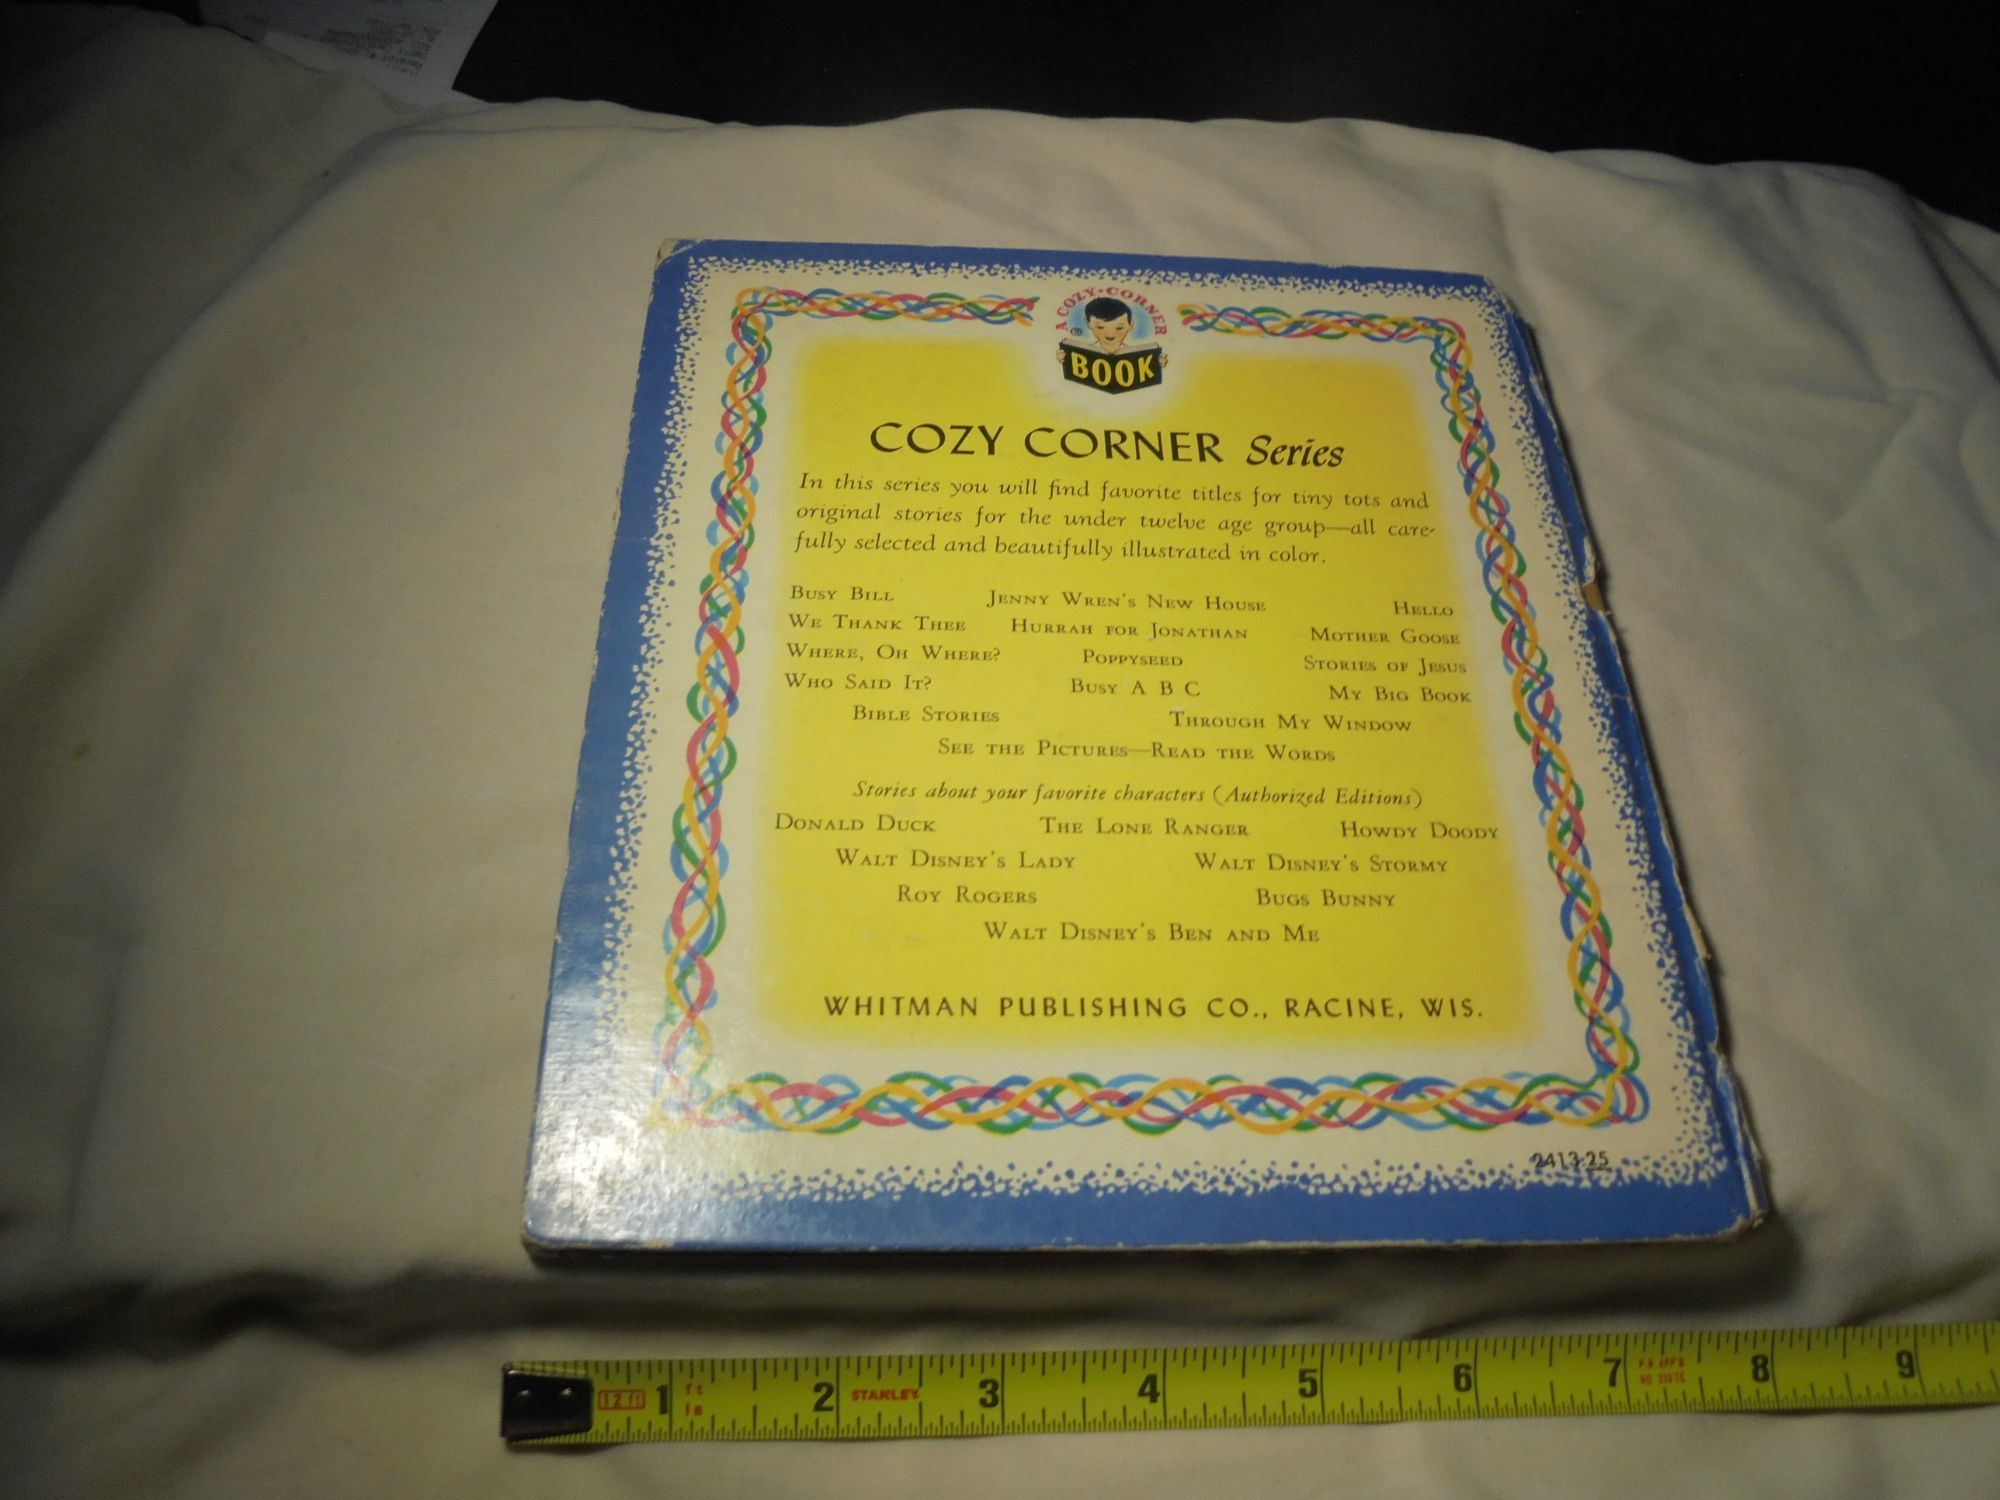 A COZY-CORNER
BOOK
COZY CORNER Series
In this series you will find favorite titles for tiny tots and
original stories for the under twelve age group—all care-
fully selected and beautifully illustrated in color.
BUSY BILL JENNY WREN'S NEW HOUSE HELLO
WE THANK THEE HURRAH FOR JONATHAN MOTHER GOOSE
WHERE, OH WHERE? POPPYSEED STORIES OF JESUS
WHO SAID IT? BUSY A B C MY BIG BOOK
BIBLE STORIES THROUGH MY WINDOW
SEE THE PICTURES—READ THE WORDS
Stories about your favorite characters (Authorized Editions)
DONALD DUCK THE LONE RANGER HOWDY DOODY
WALT DISNEY'S LADY WALT DISNEY'S STORMY
ROY ROGERS BUGS BUNNY
WALT DISNEY'S BEN AND ME
WHITMAN PUBLISHING CO., RACINE, WIS.
2413:25
12 ft 1 ft in 2 STANLEY 3 4 5 6 7 8 9